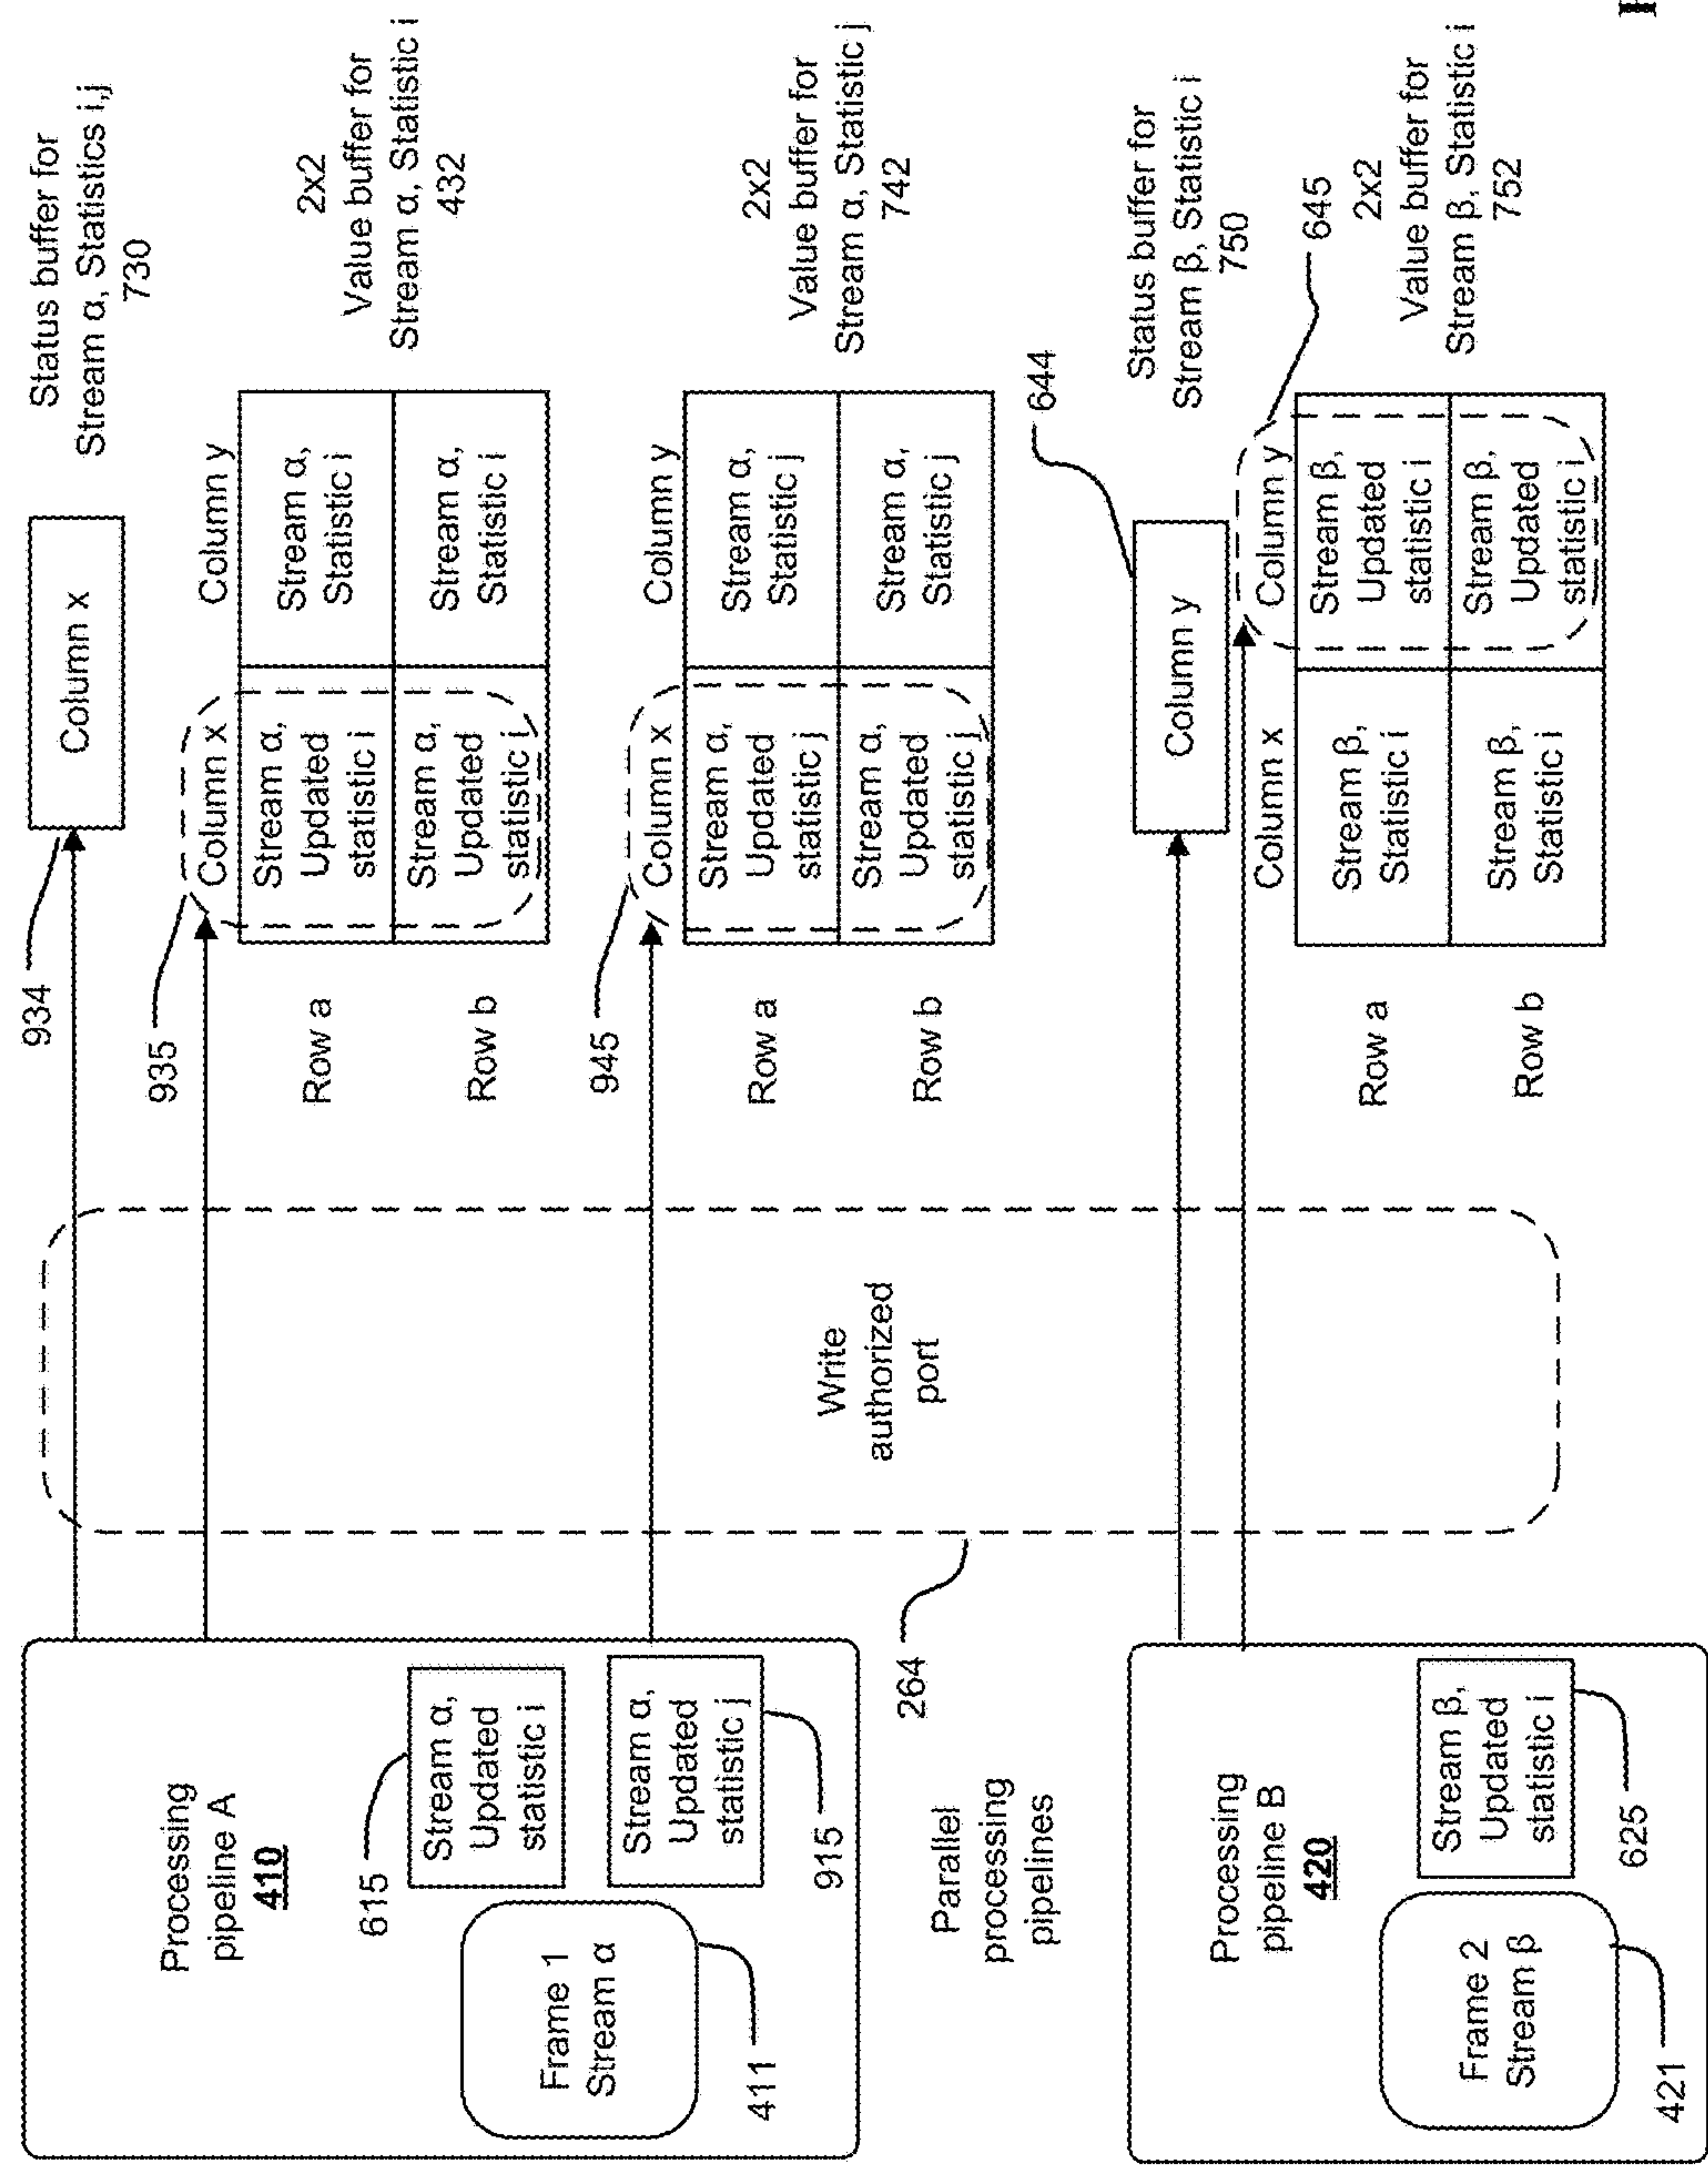 Processing
pipeline A
410
615
Stream α,
Updated
statistic i
Stream α,
Updated
statistic j
915
Frame 1
Stream α
411
Parallel
processing
pipelines
Processing
pipeline B
420
Stream β,
Updated
statistic i
625
Frame 2
Stream β
421
264
Write
authorized
port
934
Column x
Status buffer for
Stream α, Statistics i,j
730
935
Column x
Column y
Row a
Stream α,
Updated
statistic i
Stream α,
Statistic i
Row b
Stream α,
Updated
statistic i
Stream α,
Statistic i
2x2
Value buffer for
Stream α, Statistic i
432
945
Column x
Column y
Row a
Stream α,
Updated
statistic j
Stream α,
Statistic j
Row b
Stream α,
Updated
statistic j
Stream α,
Statistic j
2x2
Value buffer for
Stream α, Statistic j
742
644
Column y
Status buffer for
Stream β, Statistic i
750
645
Column x
Column y
Row a
Stream β,
Statistic i
Stream β,
Updated
statistic i
Row b
Stream β,
Statistic i
Stream β,
Updated
statistic i
2x2
Value buffer for
Stream β, Statistic i
752